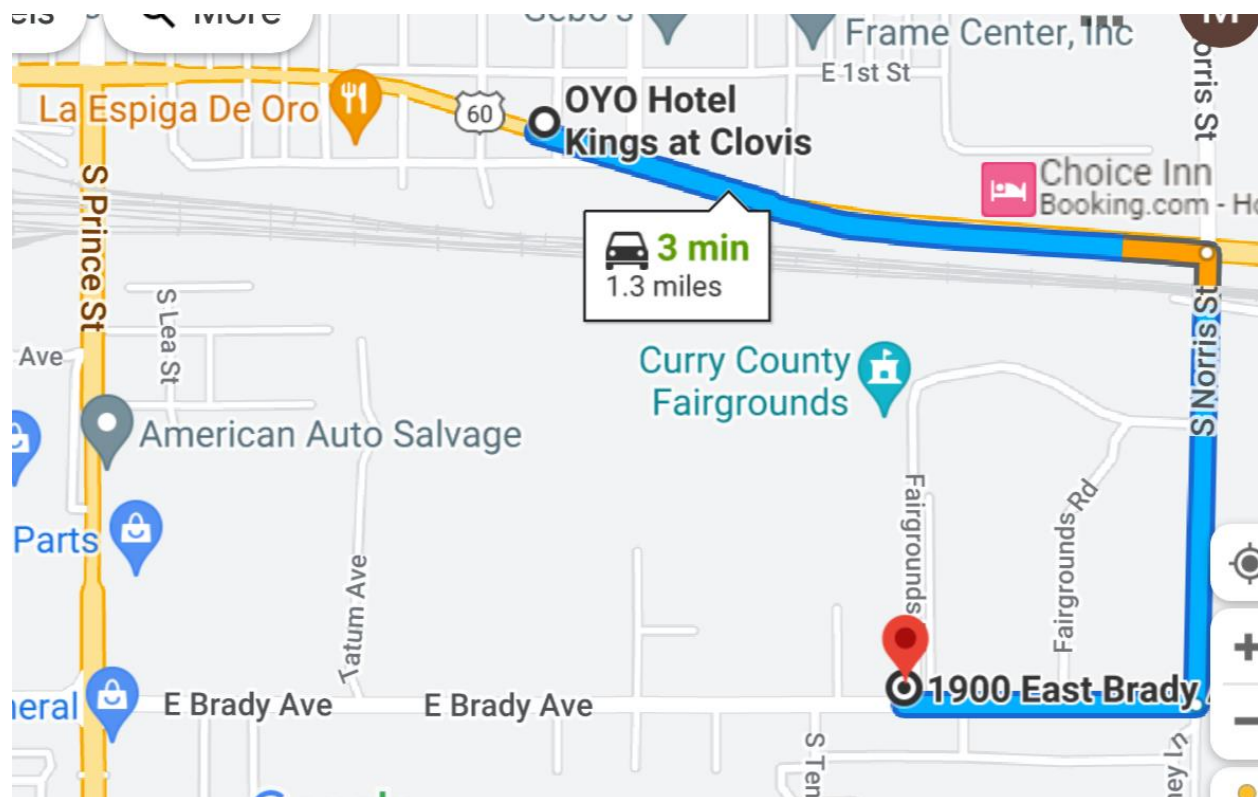 More
Frame Center, Inc
E 1st St
La Espiga De Oro
60
OYO Hotel
Kings at Clovis
Choice Inn
Booking.com - Ho
S Prince St
3 min
1.3 miles
S Lea St
Ave
Curry County
Fairgrounds
S Norris St
American Auto Salvage
Parts
Tatum Ave
Fairgrounds
Fairgrounds Rd
1900 East Brady
E Brady Ave
E Brady Ave
S Ten